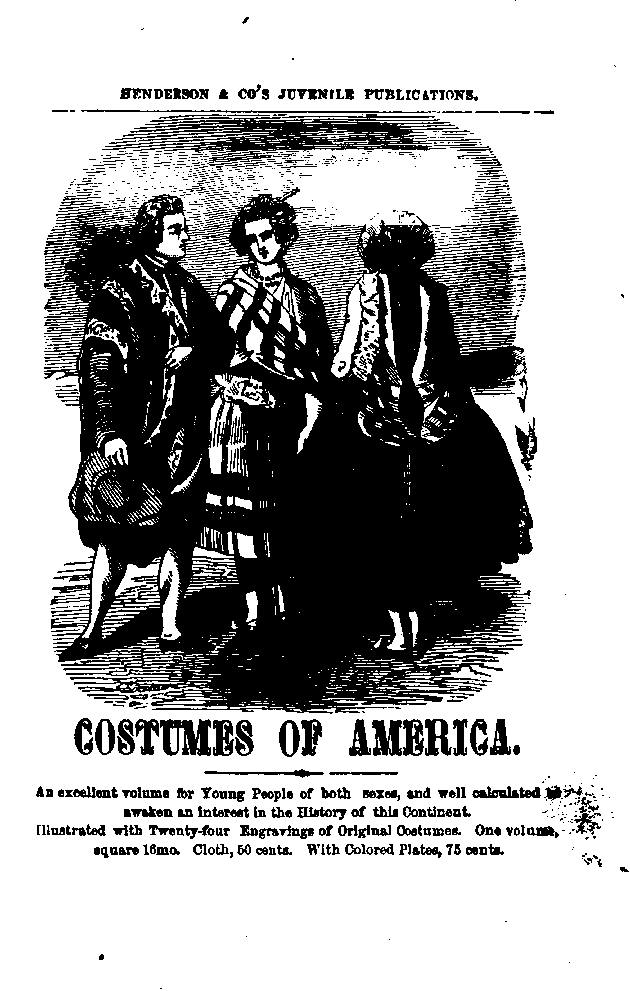 HENDERSON & CO'S JUVENILE PUBLICATIONS.
COSTUMES OF AMERICA.
An excellent volume for Young People of both sexes, and well calculated to
awaken an interest in the History of this Continent.
Illustrated with Twenty-four Engravings of Original Costumes. One volume,
square 16mo. Cloth, 50 cents. With Colored Plates, 75 cents.